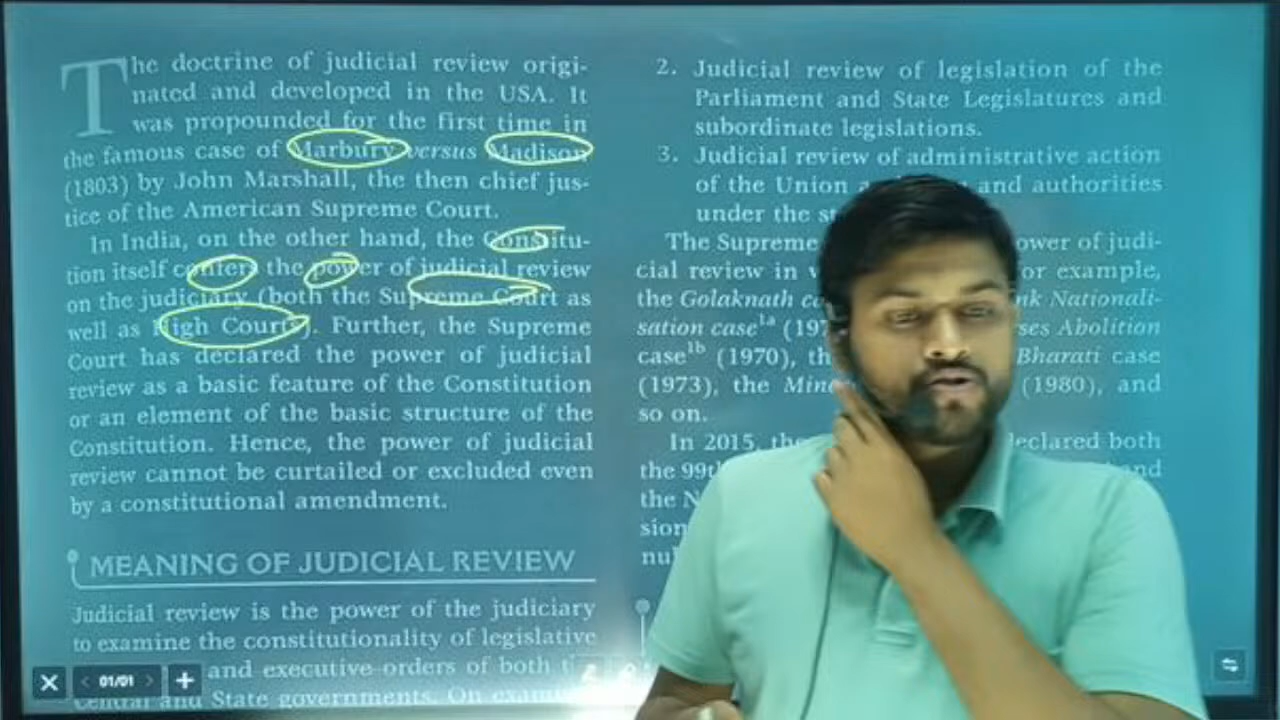 The doctrine of judicial review origi-
nated and developed in the USA. It
was propounded for the first time in
the famous case of Marbury versus Madison
(1803) by John Marshall, the then chief jus-
tice of the American Supreme Court.
In India, on the other hand, the Constitu-
tion itself confers the power of judicial review
on the judiciary (both the Supreme Court as
well as High Courts). Further, the Supreme
Court has declared the power of judicial
review as a basic feature of the Constitution
or an element of the basic structure of the
Constitution. Hence, the power of judicial
review cannot be curtailed or excluded even
by a constitutional amendment.
MEANING OF JUDICIAL REVIEW
Judicial review is the power of the judiciary
to examine the constitutionality of legislative
and executive orders of both
Central and State governments. On
01/01
2. Judicial review of legislation of the
Parliament and State Legislatures and
subordinate legislations.
3. Judicial review of administrative action
of the Union and authorities
under the
The Supreme ower of judi-
cial review in or example,
the Golaknath nk Nationali-
sation case1a (197 ses Abolition
case1b (1970), Bharati case
(1973), the (1980), and
so on.
In 2015, declared both
the 99th and
the
sion